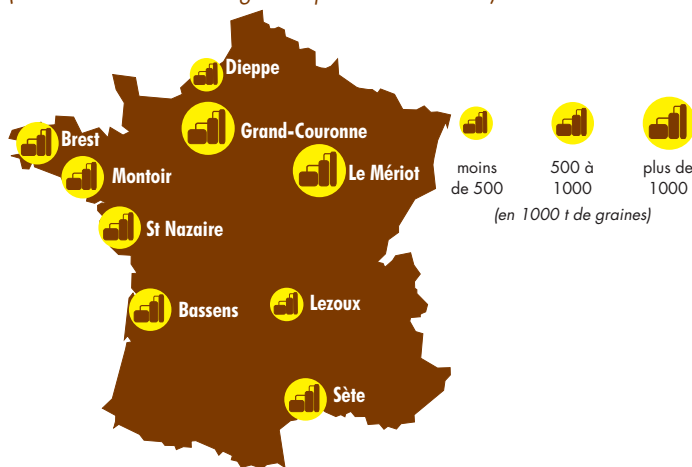 Dieppe
Grand-Couronne
Brest
Le Mériot
Montoir
St Nazaire
Bassens
Lezoux
Sète
moins
de 500
500 à
1000
plus de
1000
(en 1000 t de graines)